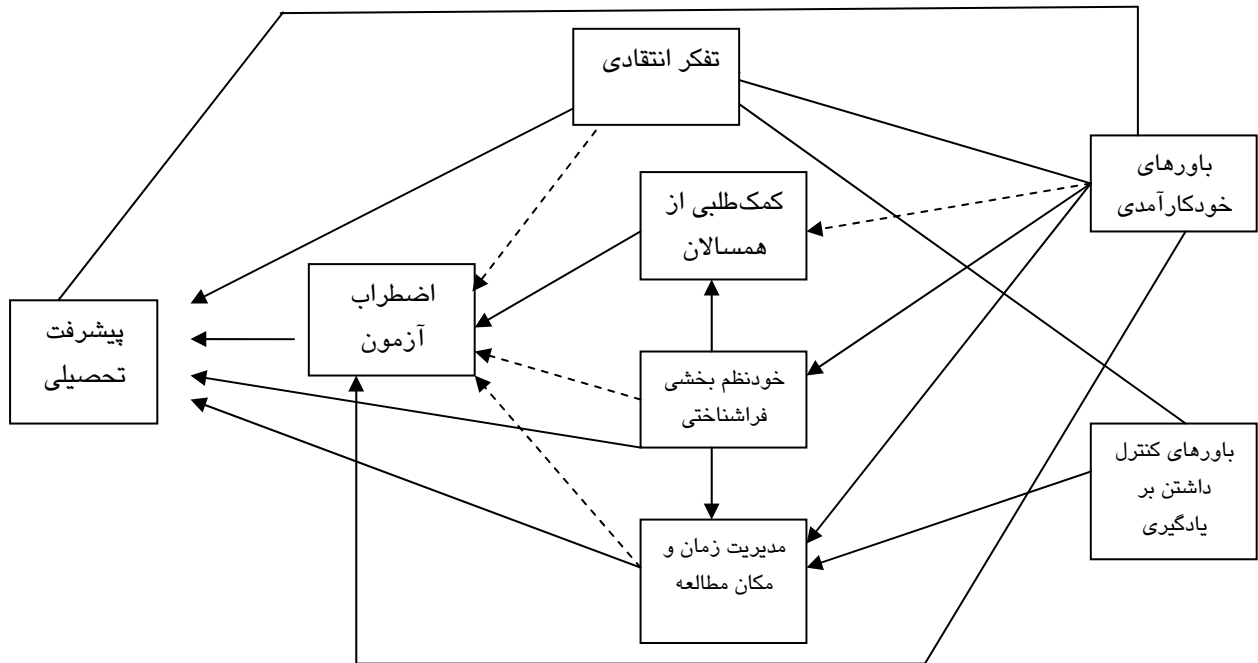 تفکر انتقادی
باورهای
خودکارآمدی
کمک‌طلبی از
همسالان
اضطراب
آزمون
پیشرفت
تحصیلی
خودنظم بخشی
فراشناختی
باورهای کنترل
داشتن بر
یادگیری
مدیریت زمان و
مکان مطالعه